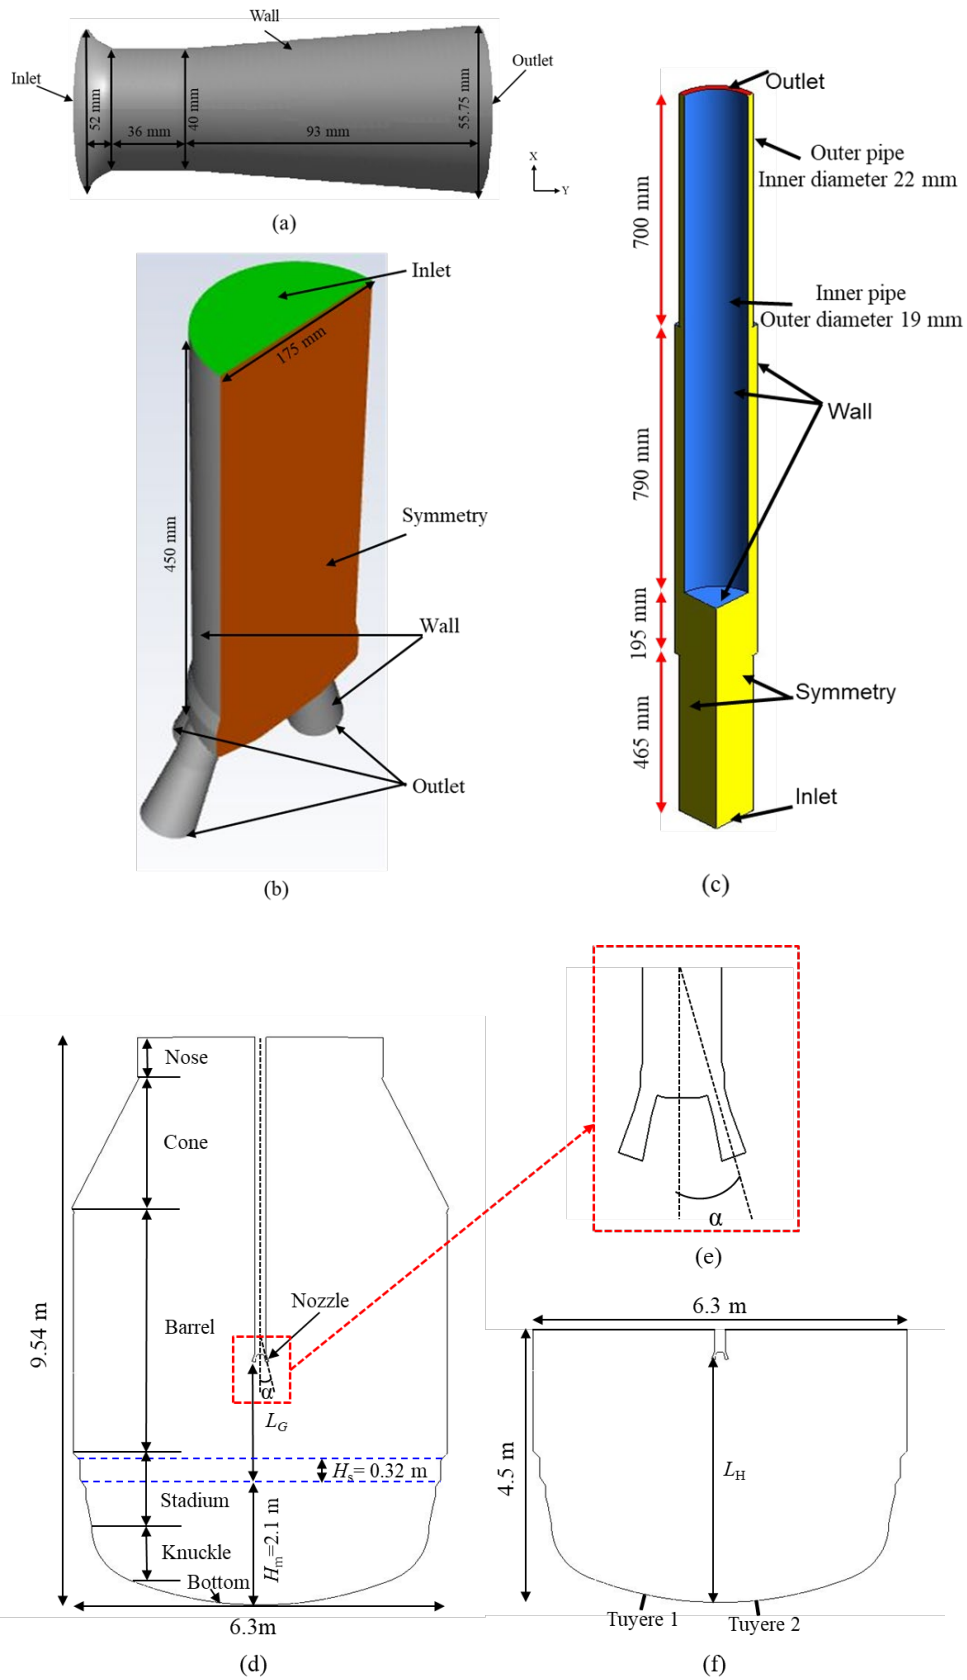 Wall
Inlet
Outlet
52 mm
36 mm
40 mm
93 mm
55.75 mm
X
Y
(a)
Inlet
175 mm
450 mm
Symmetry
Wall
Outlet
(b)
Outlet
Outer pipe
Inner diameter 22 mm
700 mm
Inner pipe
Outer diameter 19 mm
Wall
790 mm
195 mm
Symmetry
465 mm
Inlet
(c)
Nose
Cone
Barrel
Nozzle
α
L_G
9.54 m
H_s= 0.32 m
Stadium
H_m=2.1 m
Knuckle
Bottom
6.3m
(d)
α
(e)
6.3 m
4.5 m
L_H
Tuyere 1
Tuyere 2
(f)